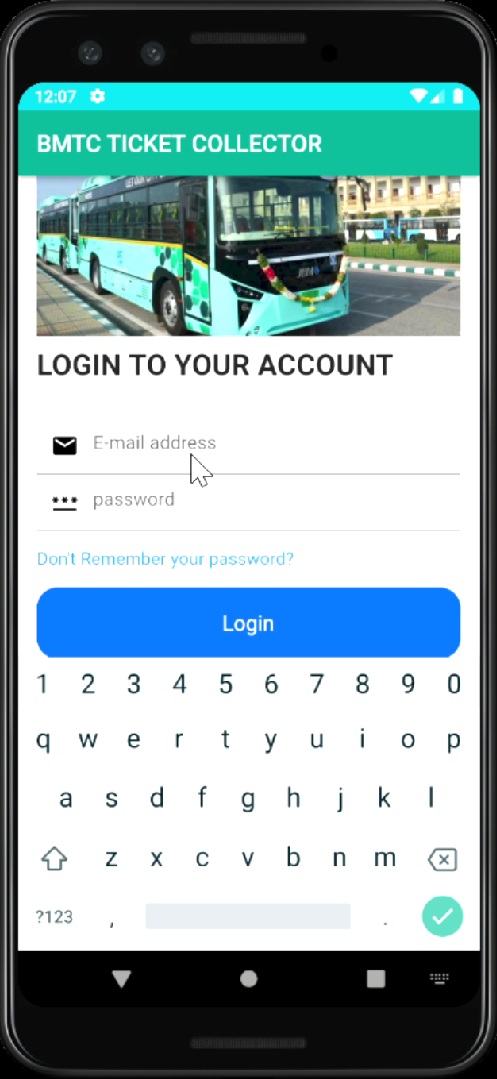 12:07
BMTC TICKET COLLECTOR
LOGIN TO YOUR ACCOUNT
E-mail address
password
Don't Remember your password?
Login
1 2 3 4 5 6 7 8 9 0
q w e r t y u i o p
a s d f g h j k l
z x c v b n m
?123 , .